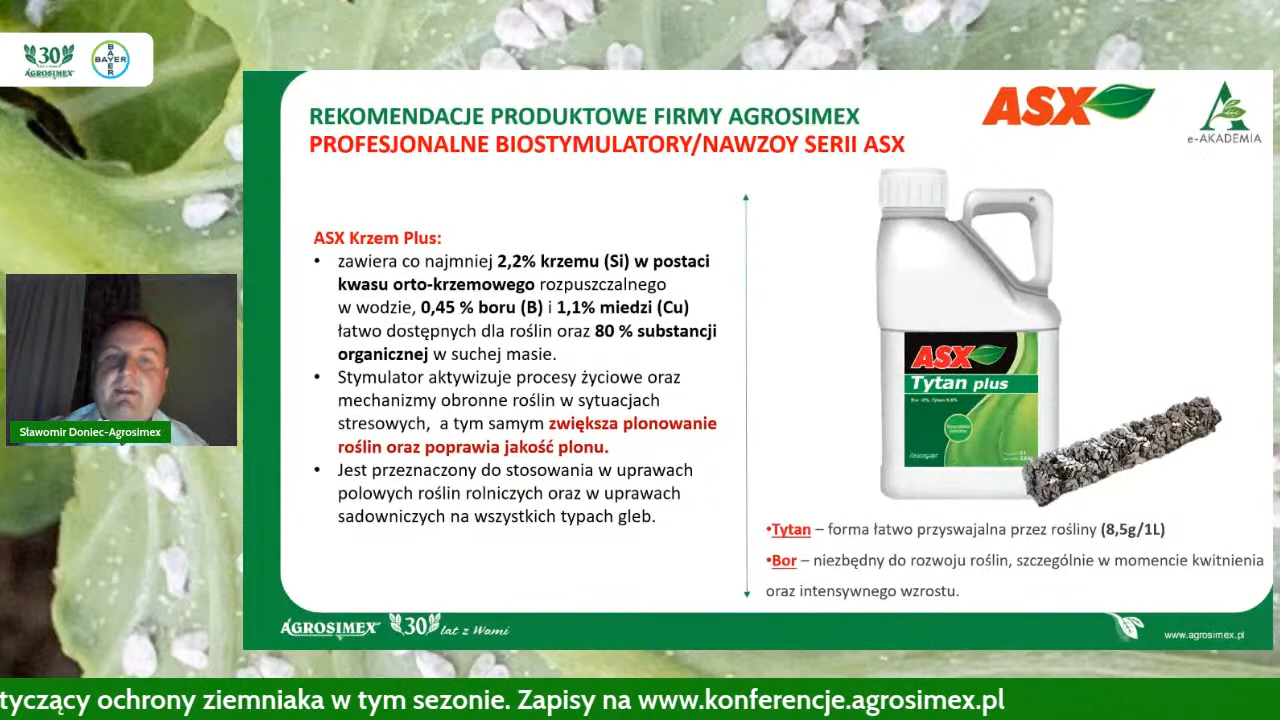 30
AGROSIMEX
BAYER
BAYER
REKOMENDACJE PRODUKTOWE FIRMY AGROSIMEX
PROFESJONALNE BIOSTYMULATORY/NAWZOY SERII ASX
ASX
e-AKADEMIA
ASX Krzem Plus:
• zawiera co najmniej 2,2% krzemu (Si) w postaci
kwasu orto-krzemowego rozpuszczalnego
w wodzie, 0,45 % boru (B) i 1,1% miedzi (Cu)
łatwo dostępnych dla roślin oraz 80 % substancji
organicznej w suchej masie.
• Stymulator aktywizuje procesy życiowe oraz
mechanizmy obronne roślin w sytuacjach
stresowych, a tym samym zwiększa plonowanie
roślin oraz poprawia jakość plonu.
• Jest przeznaczony do stosowania w uprawach
polowych roślin rolniczych oraz w uprawach
sadowniczych na wszystkich typach gleb.
ASX
Tytan plus
•Tytan – forma łatwo przyswajalna przez rośliny (8,5g/1L)
•Bor – niezbędny do rozwoju roślin, szczególnie w momencie kwitnienia
oraz intensywnego wzrostu.
Sławomir Doniec-Agrosimex
AGROSIMEX 30 lat z Wami
www.agrosimex.pl
tyczący ochrony ziemniaka w tym sezonie. Zapisy na www.konferencje.agrosimex.pl